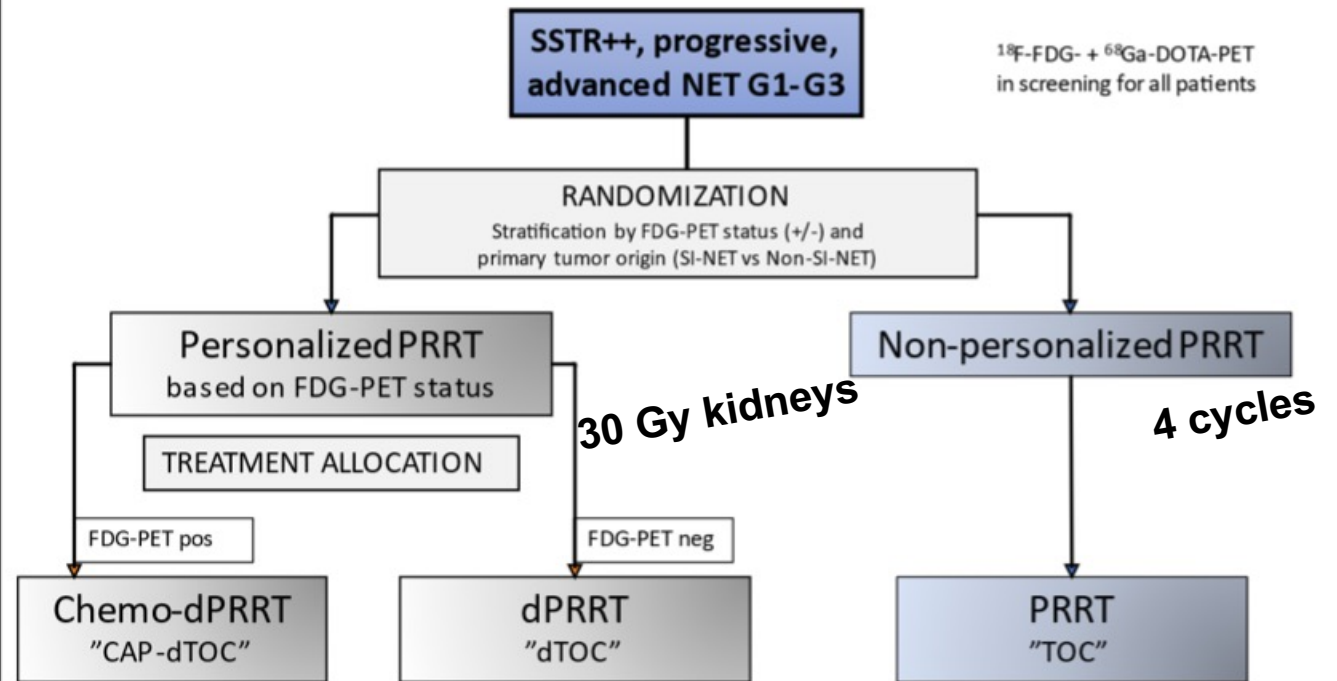 SSTR++, progressive,
advanced NET G1-G3
¹⁸F-FDG- + ⁶⁸Ga-DOTA-PET
in screening for all patients
RANDOMIZATION
Stratification by FDG-PET status (+/-) and
primary tumor origin (SI-NET vs Non-SI-NET)
Personalized PRRT
based on FDG-PET status
Non-personalized PRRT
30 Gy kidneys
4 cycles
TREATMENT ALLOCATION
FDG-PET pos
FDG-PET neg
Chemo-dPRRT
”CAP-dTOC”
dPRRT
”dTOC”
PRRT
”TOC”